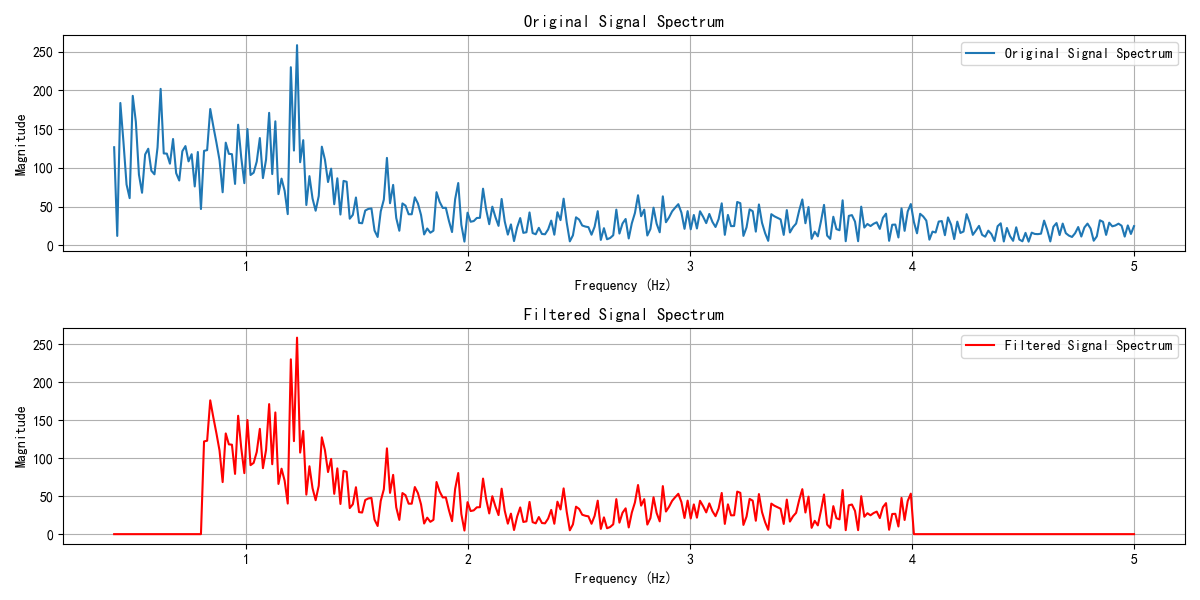 Original Signal Spectrum
Original Signal Spectrum
Magnitude
250
200
150
100
50
0
1
2
3
4
5
Frequency (Hz)
Filtered Signal Spectrum
Filtered Signal Spectrum
Magnitude
250
200
150
100
50
0
1
2
3
4
5
Frequency (Hz)